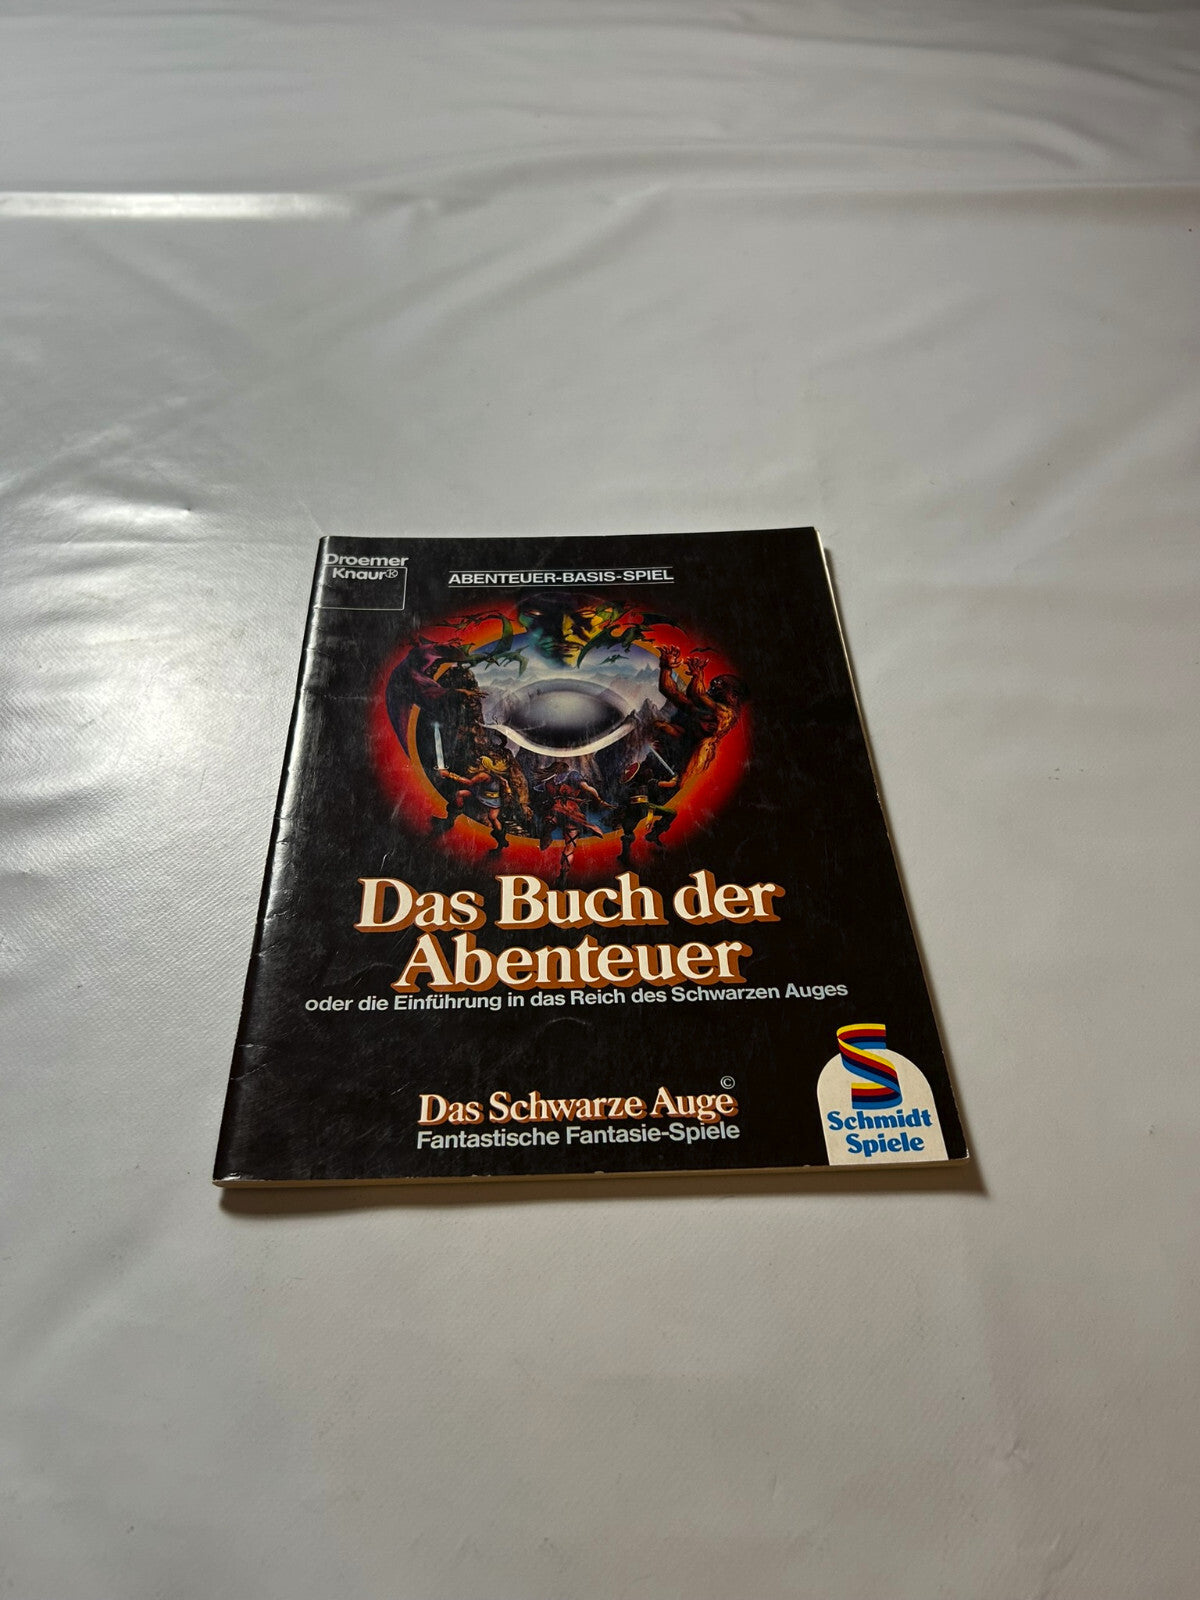 Droemer
Knaur®
ABENTEUER-BASIS-SPIEL
Das Buch der
Abenteuer
oder die Einführung in das Reich des Schwarzen Auges
©
Das Schwarze Auge
Fantastische Fantasie-Spiele
Schmidt
Spiele